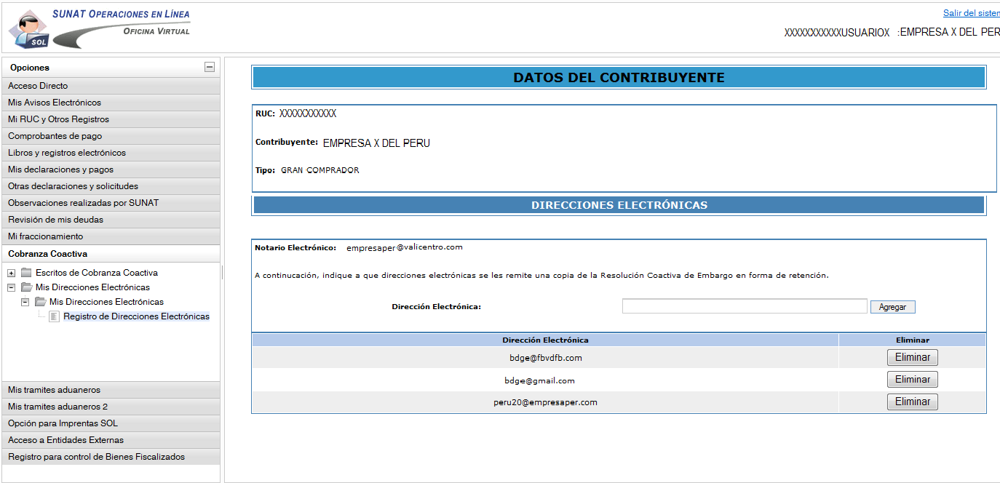 SUNAT OPERACIONES EN LÍNEA
OFICINA VIRTUAL
SOL
Salir del sistem
XXXXXXXXXXXUSUARIOX :EMPRESA X DEL PER
Opciones
Acceso Directo
Mis Avisos Electrónicos
Mi RUC y Otros Registros
Comprobantes de pago
Libros y registros electrónicos
Mis declaraciones y pagos
Otras declaraciones y solicitudes
Observaciones realizadas por SUNAT
Revisión de mis deudas
Mi fraccionamiento
Cobranza Coactiva
Escritos de Cobranza Coactiva
Mis Direcciones Electrónicas
Mis Direcciones Electrónicas
Registro de Direcciones Electrónicas
Mis tramites aduaneros
Mis tramites aduaneros 2
Opción para Imprentas SOL
Acceso a Entidades Externas
Registro para control de Bienes Fiscalizados
DATOS DEL CONTRIBUYENTE
RUC: XXXXXXXXXXX
Contribuyente: EMPRESA X DEL PERU
Tipo: GRAN COMPRADOR
DIRECCIONES ELECTRÓNICAS
Notario Electrónico: empresaper@valicentro.com
A continucación, indique a que direcciones electrónicas se les remite una copia de la Resolución Coactiva de Embargo en forma de retención.
Dirección Electrónica: Agregar
Dirección Electrónica Eliminar
bdge@fbvdfb.com Eliminar
bdge@gmail.com Eliminar
peru20@empresaper.com Eliminar